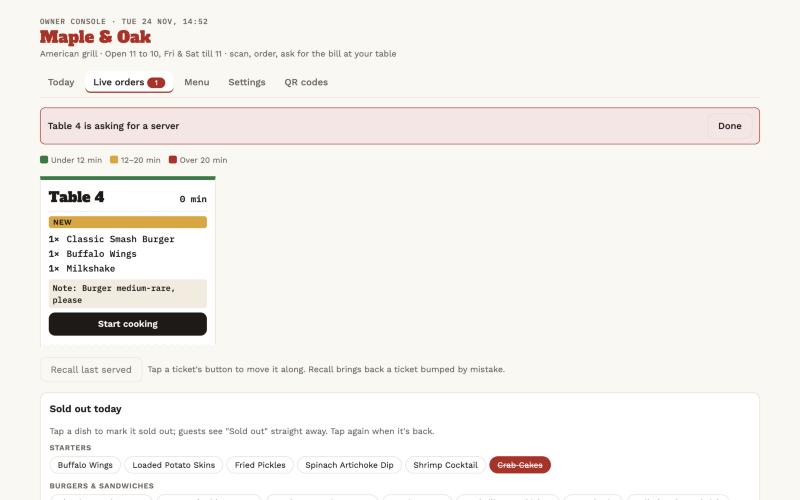 OWNER CONSOLE · TUE 24 NOV, 14:52
Maple & Oak
American grill · Open 11 to 10, Fri & Sat till 11 · scan, order, ask for the bill at your table
Today
Live orders 1
Menu
Settings
QR codes
Table 4 is asking for a server
Done
Under 12 min
12–20 min
Over 20 min
Table 4
0 min
NEW
1× Classic Smash Burger
1× Buffalo Wings
1× Milkshake
Note: Burger medium-rare,
please
Start cooking
Recall last served
Tap a ticket's button to move it along. Recall brings back a ticket bumped by mistake.
Sold out today
Tap a dish to mark it sold out; guests see "Sold out" straight away. Tap again when it's back.
STARTERS
Buffalo Wings
Loaded Potato Skins
Fried Pickles
Spinach Artichoke Dip
Shrimp Cocktail
Crab Cakes
BURGERS & SANDWICHES